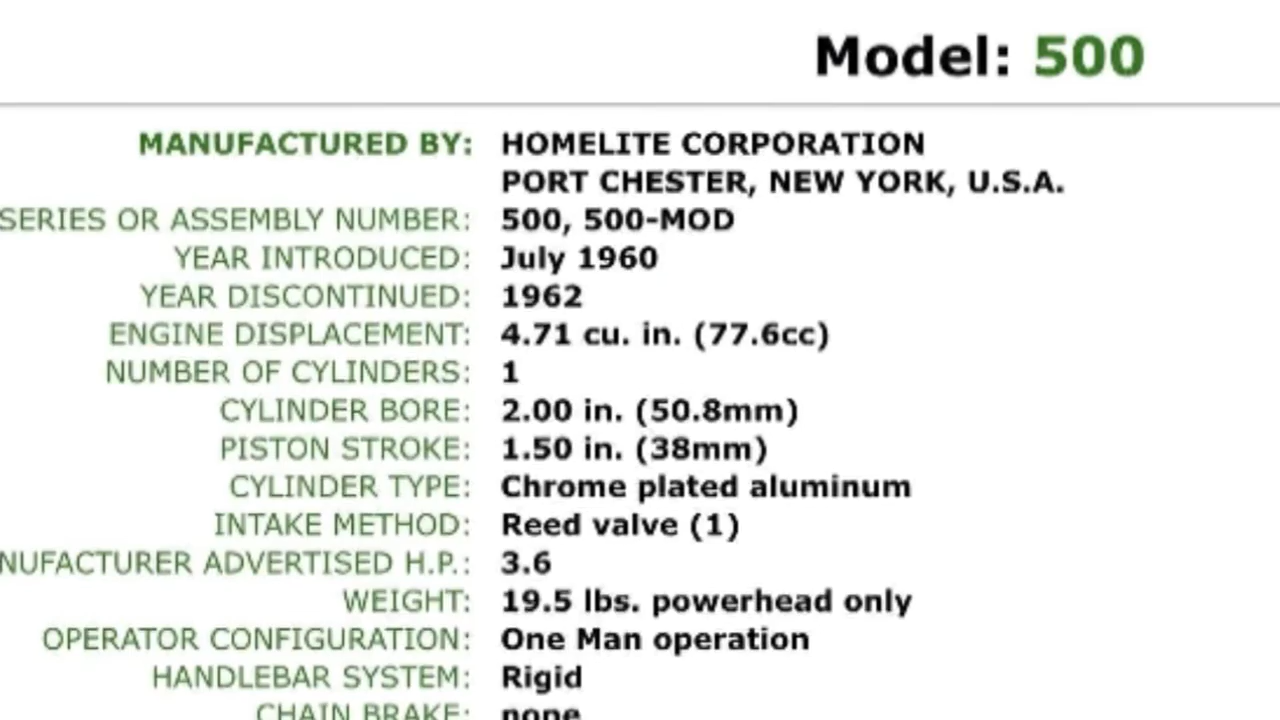 Model: 500
MANUFACTURED BY: HOMELITE CORPORATION
PORT CHESTER, NEW YORK, U.S.A.
SERIES OR ASSEMBLY NUMBER: 500, 500-MOD
YEAR INTRODUCED: July 1960
YEAR DISCONTINUED: 1962
ENGINE DISPLACEMENT: 4.71 cu. in. (77.6cc)
NUMBER OF CYLINDERS: 1
CYLINDER BORE: 2.00 in. (50.8mm)
PISTON STROKE: 1.50 in. (38mm)
CYLINDER TYPE: Chrome plated aluminum
INTAKE METHOD: Reed valve (1)
NUFACTURER ADVERTISED H.P.: 3.6
WEIGHT: 19.5 lbs. powerhead only
OPERATOR CONFIGURATION: One Man operation
HANDLEBAR SYSTEM: Rigid
CHAIN BRAKE: none